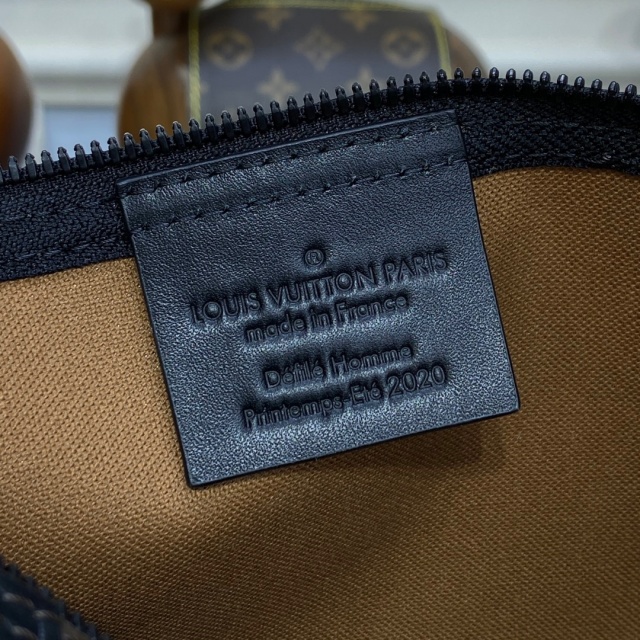 ®
LOUIS VUITTON PARIS
made in France
Défilé Homme
Printemps-Eté 2020